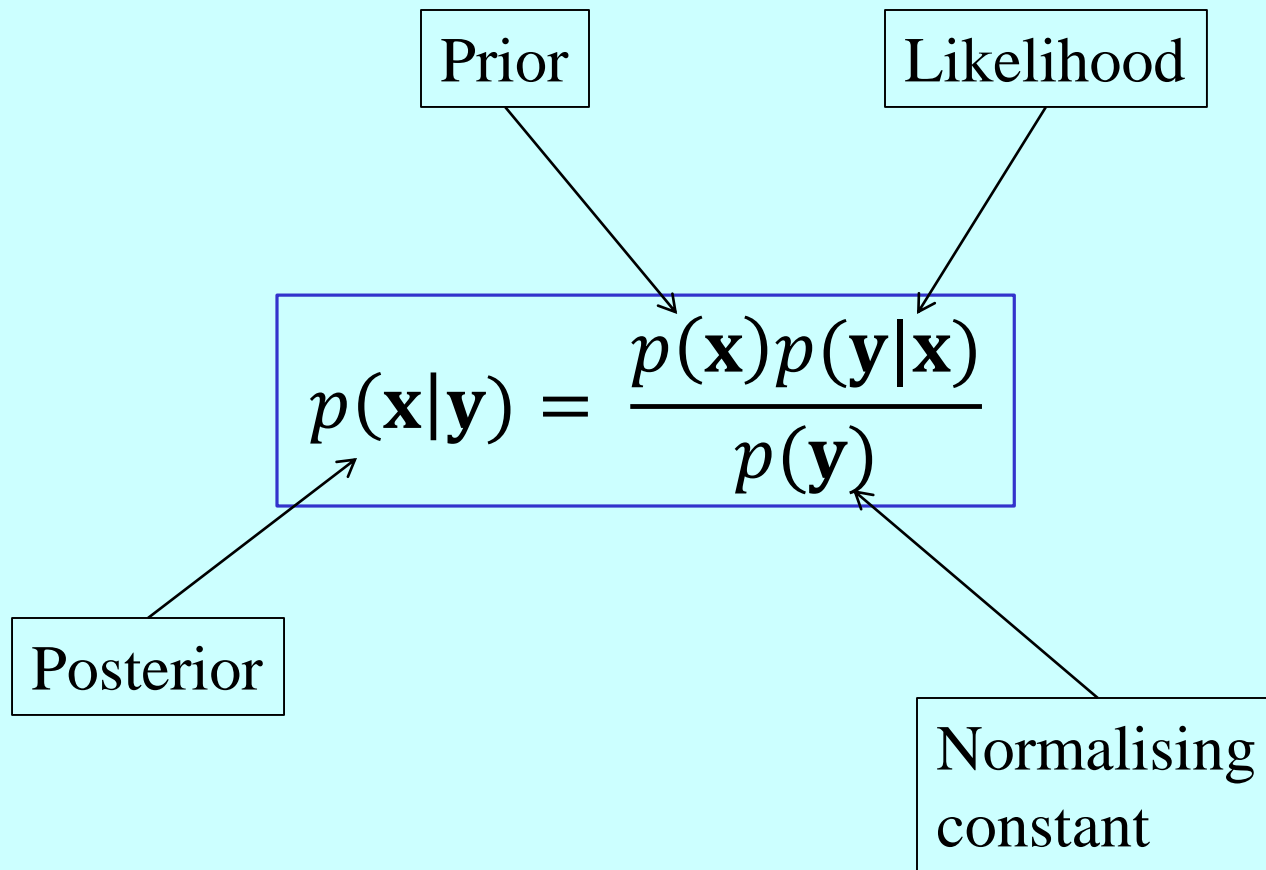 Prior
Likelihood
p(𝐱|𝐲) = p(𝐱)p(𝐲|𝐱) / p(𝐲)
Posterior
Normalising
constant